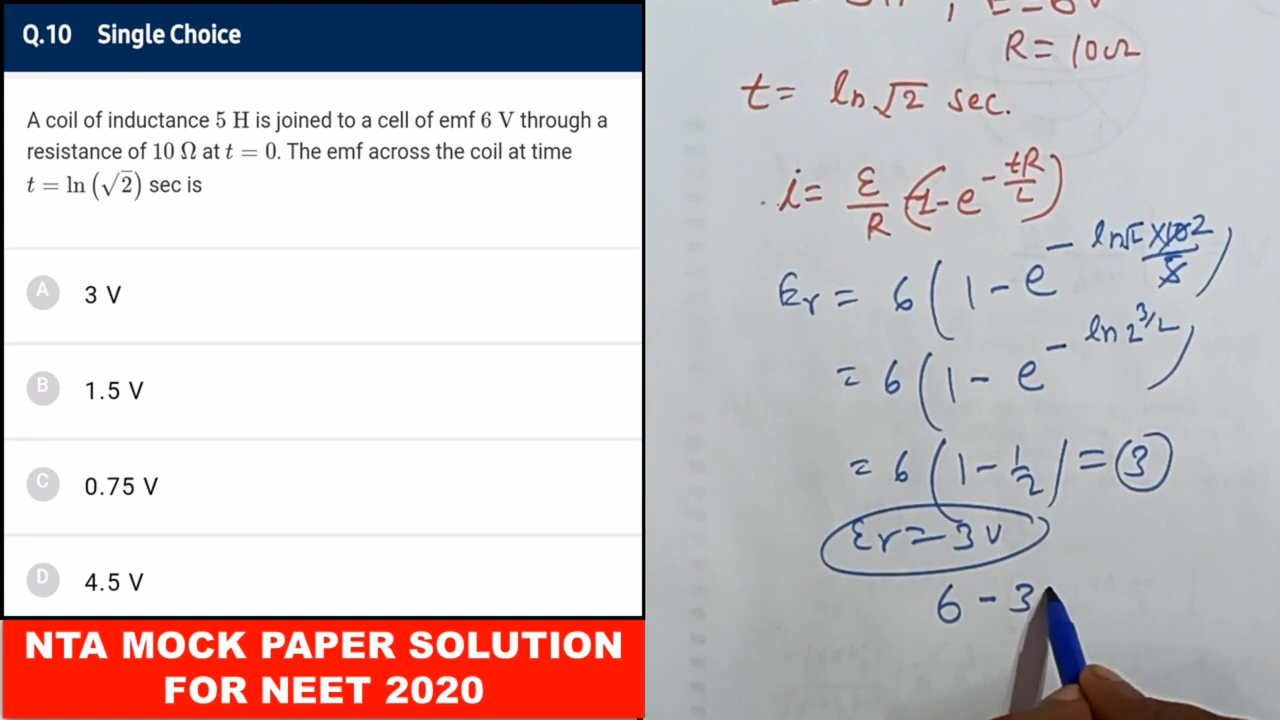 Q.10 Single Choice
A coil of inductance 5 H is joined to a cell of emf 6 V through a
resistance of 10 Ω at t = 0. The emf across the coil at time
t = ln (√2) sec is
A 3 V
B 1.5 V
C 0.75 V
D 4.5 V
NTA MOCK PAPER SOLUTION
FOR NEET 2020
R = 10Ω
t = ln √2 sec.
i = ε/R (1 - e^(-tR/L))
Er = 6 (1 - e^(-ln√2 × 10 2/5))
= 6 (1 - e^(-ln 2^(3/2)))
= 6 (1 - 1/2) = 3
Er = 3 v
6 - 3